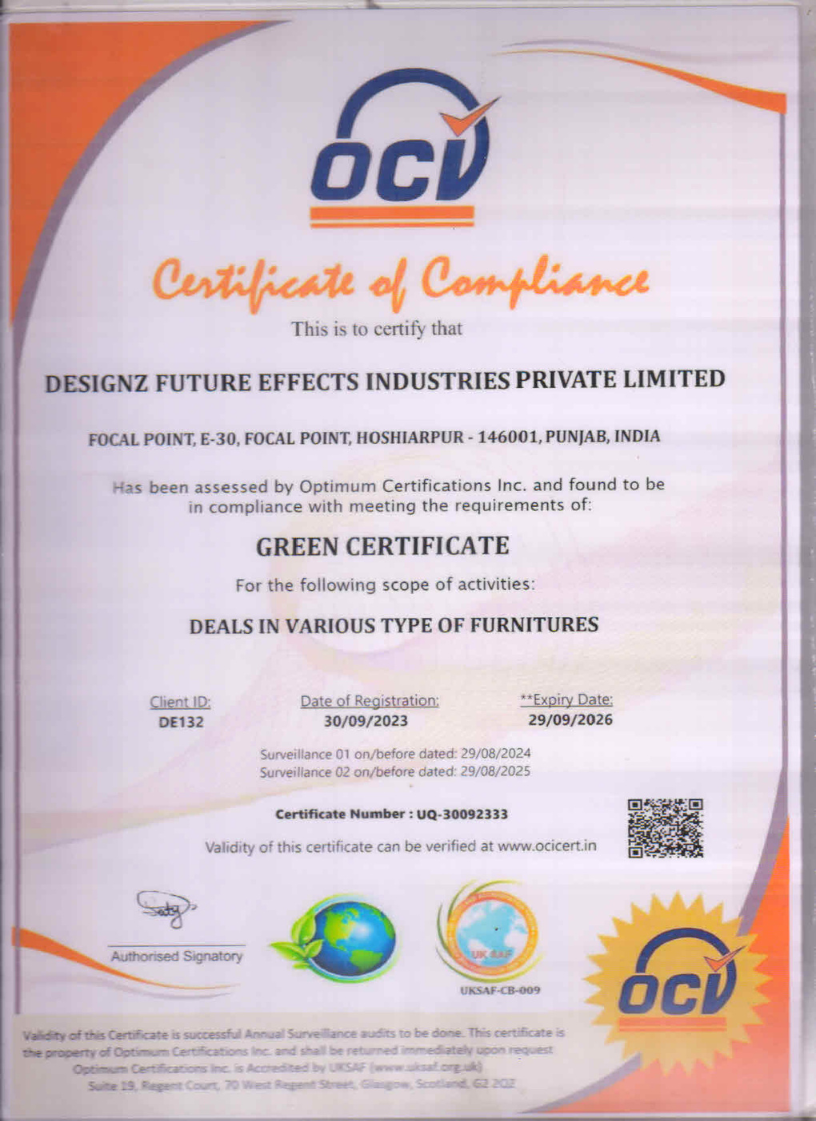 OCV
Certificate of Compliance
This is to certify that
DESIGNZ FUTURE EFFECTS INDUSTRIES PRIVATE LIMITED
FOCAL POINT, E-30, FOCAL POINT, HOSHIARPUR - 146001, PUNJAB, INDIA
Has been assessed by Optimum Certifications Inc. and found to be
in compliance with meeting the requirements of:
GREEN CERTIFICATE
For the following scope of activities:
DEALS IN VARIOUS TYPE OF FURNITURES
Client ID: Date of Registration: **Expiry Date:
DE132 30/09/2023 29/09/2026
Surveillance 01 on/before dated: 29/08/2024
Surveillance 02 on/before dated: 29/08/2025
Certificate Number : UQ-30092333
Validity of this certificate can be verified at www.ocicert.in
Authorised Signatory
UK SAF
UKSAF-CB-009
OCV
Validity of this Certificate is successful Annual Surveillance audits to be done. This certificate is
the property of Optimum Certifications Inc. and shall be returned immediately upon request
Optimum Certifications Inc. is Accredited by UKSAF (www.uksaf.org.uk)
Suite 19, Regent Court, 70 West Regent Street, Glasgow, Scotland, G2 2QZ